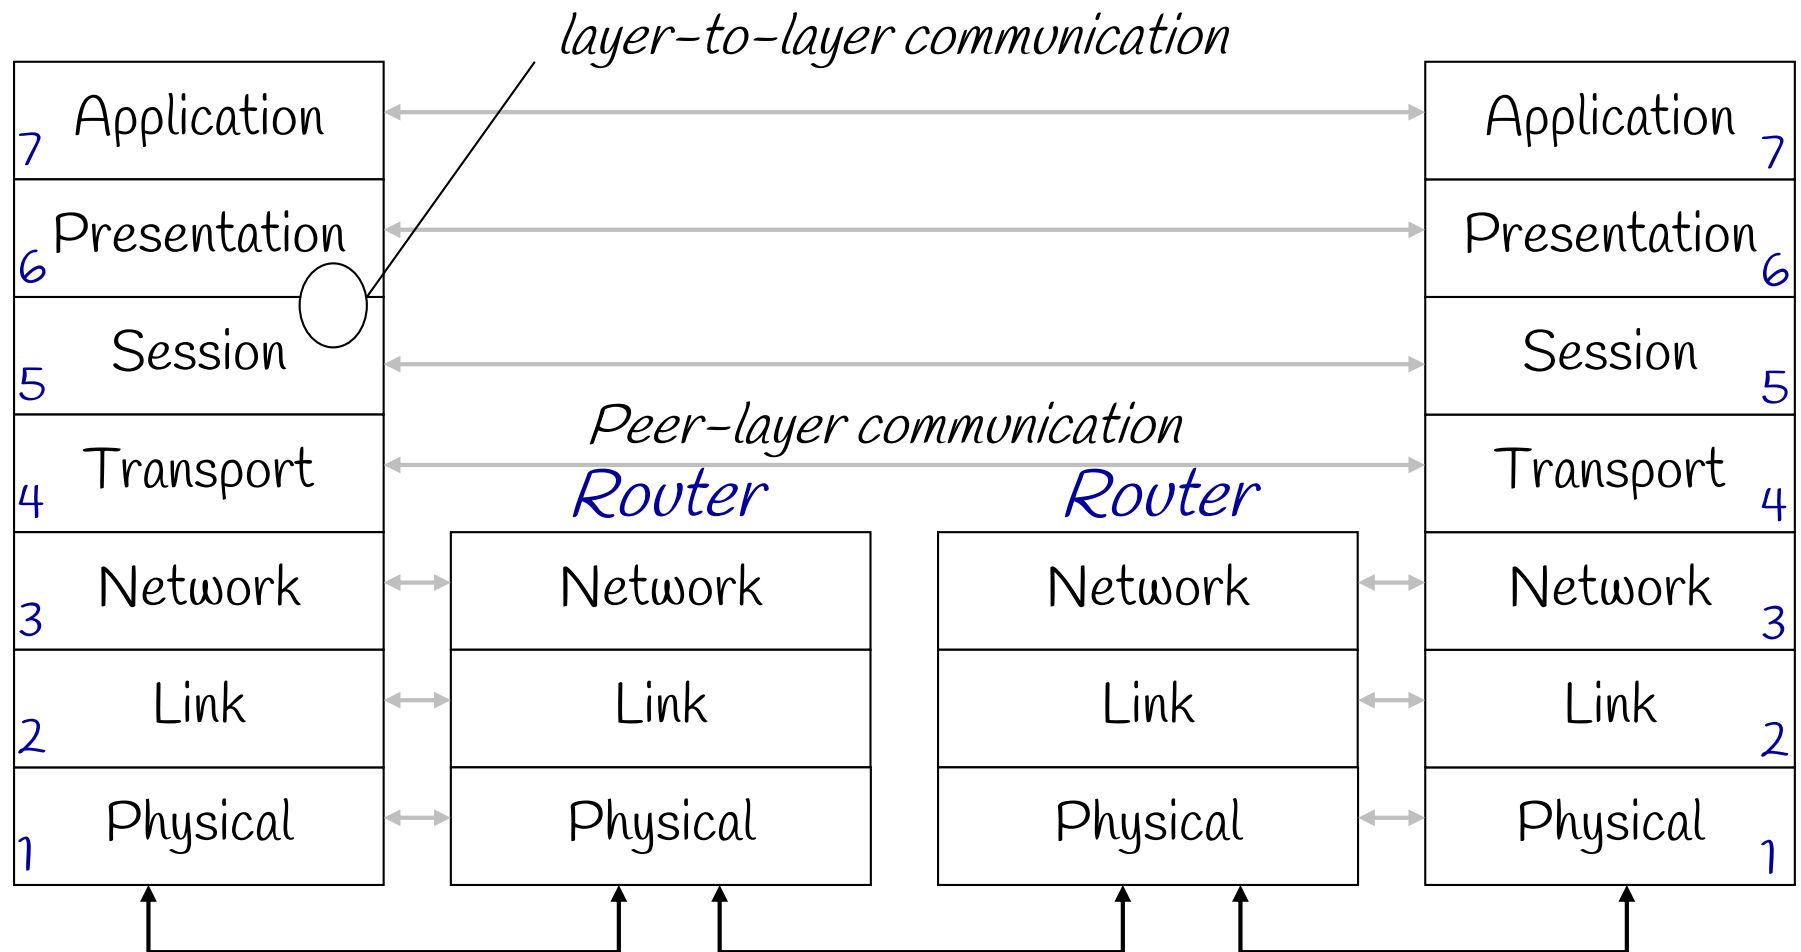 layer-to-layer communication
Application
7
Application
7
Presentation
6
Presentation
6
Session
5
Session
5
Peer-layer communication
Transport
4
Router
Router
Transport
4
Network
3
Network
Network
Network
3
Link
2
Link
Link
Link
2
Physical
1
Physical
Physical
Physical
1